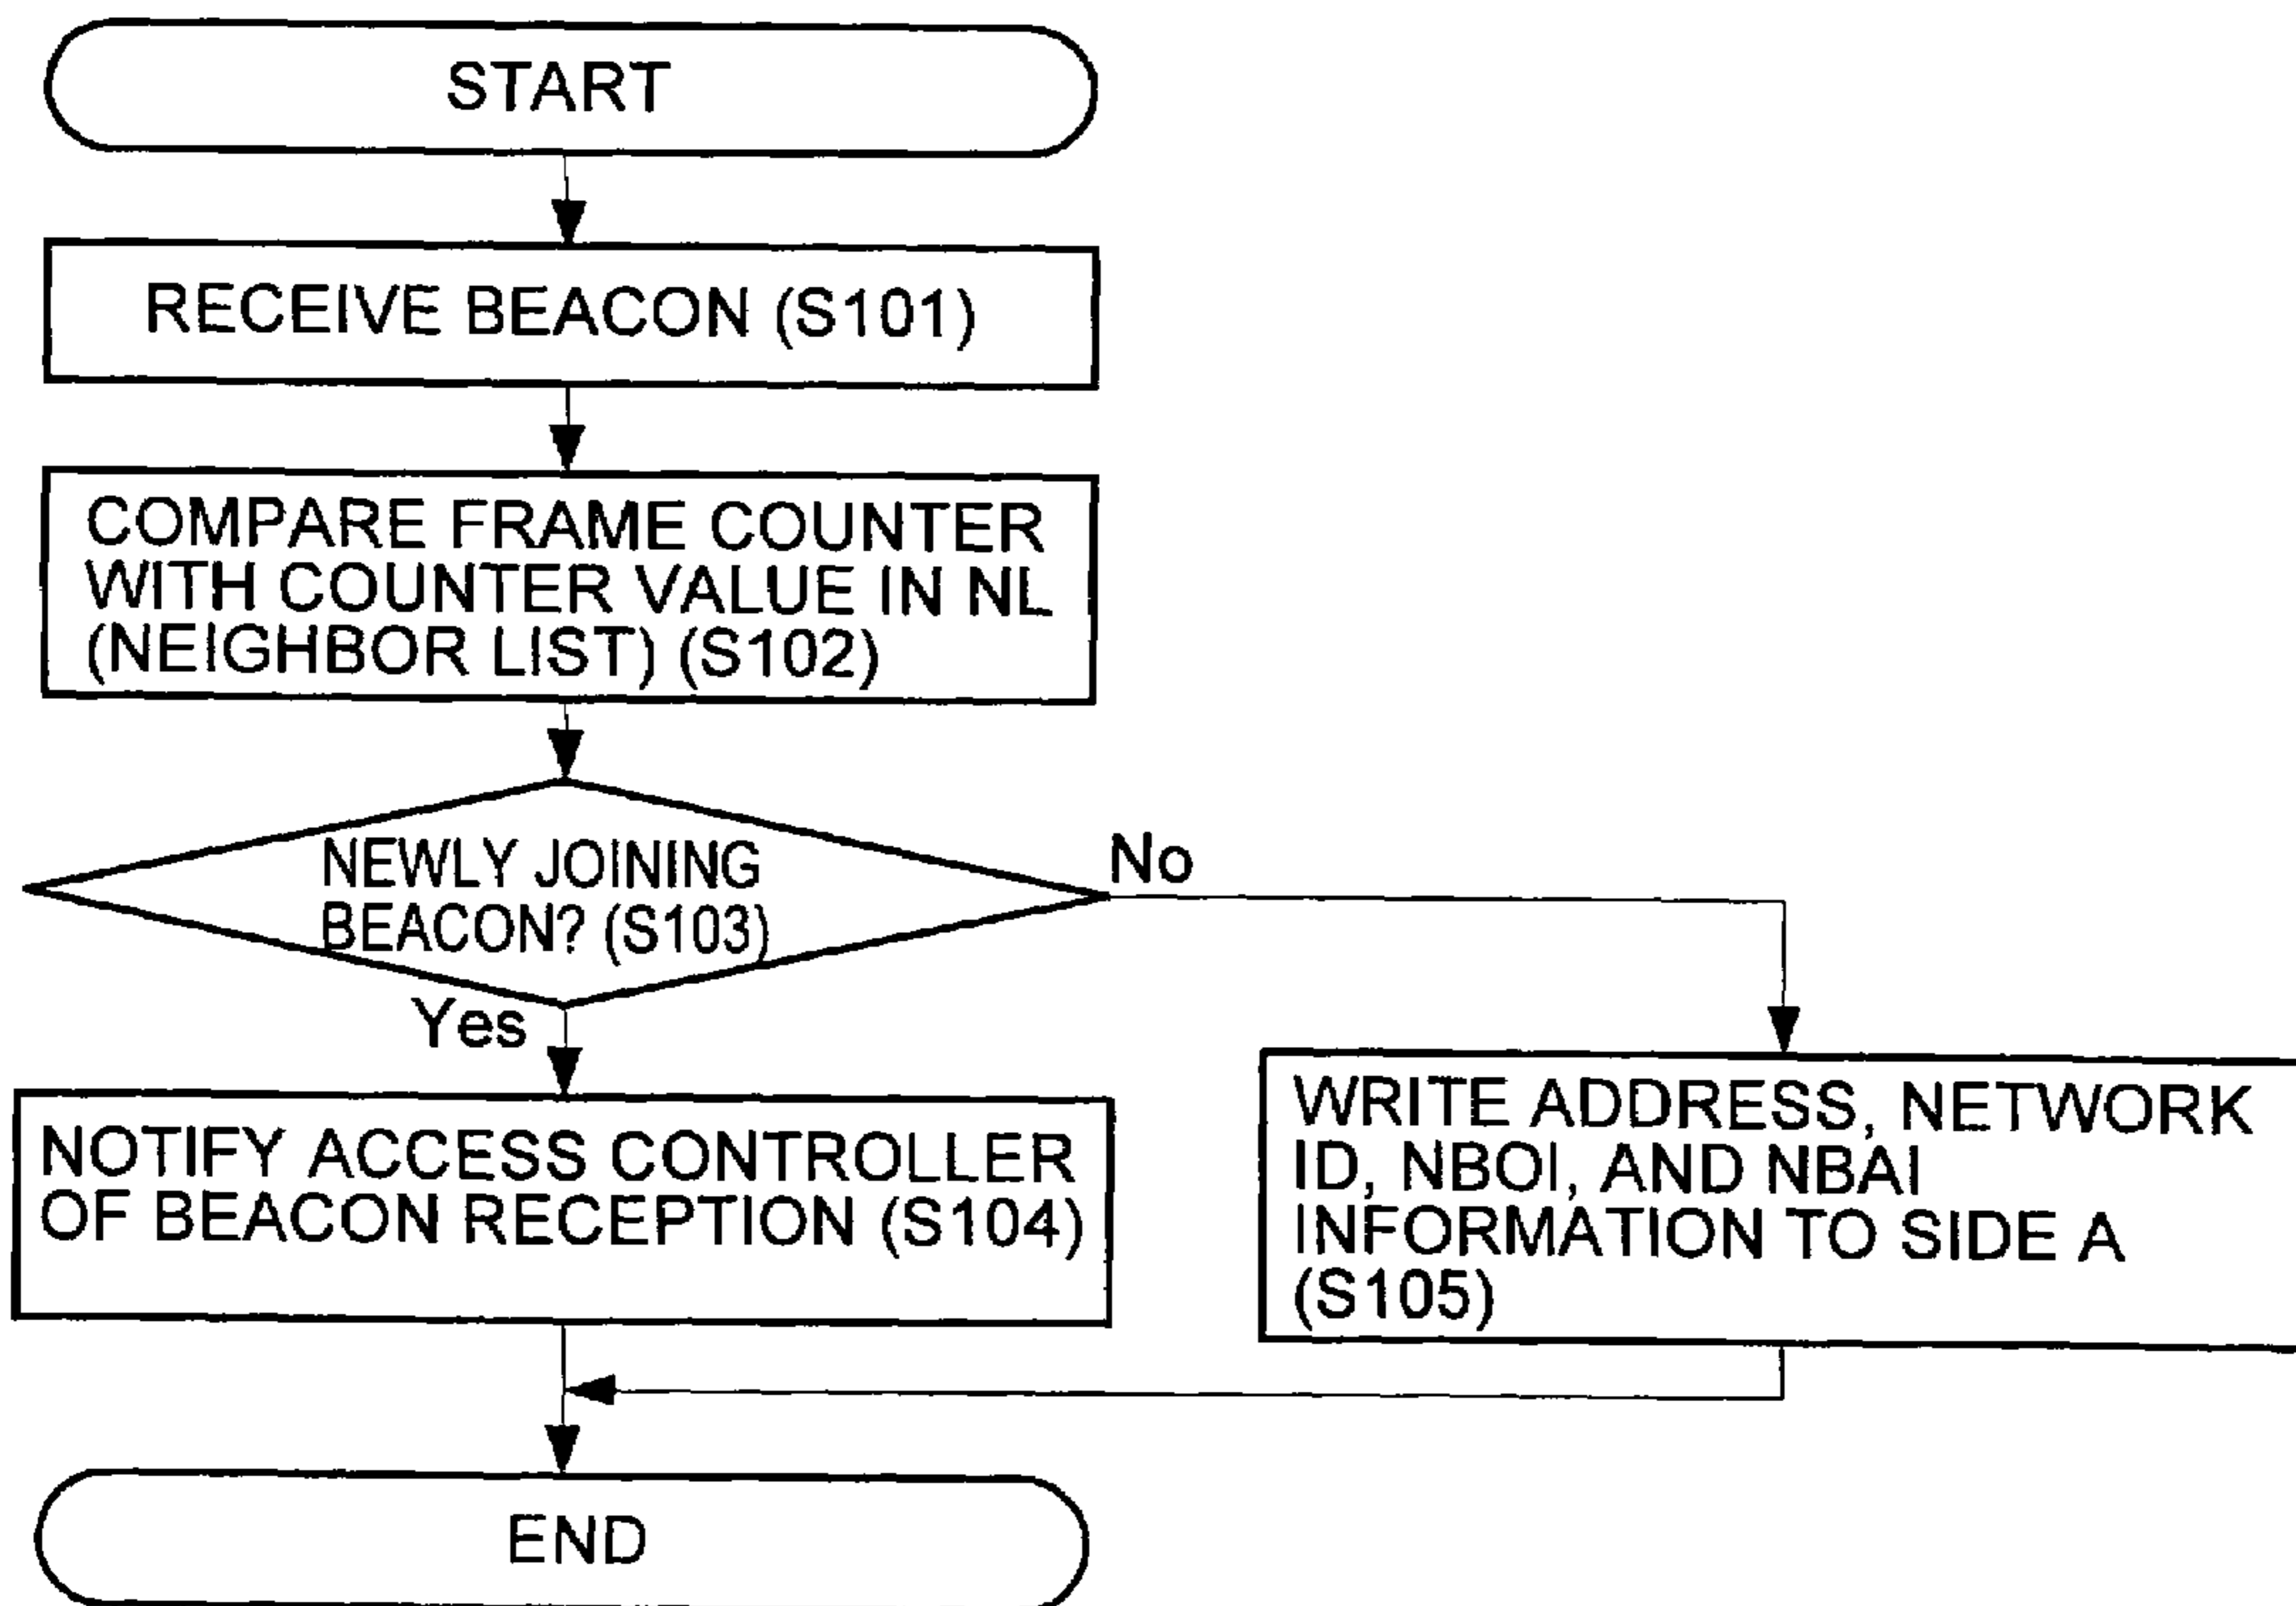 START
RECEIVE BEACON (S101)
COMPARE FRAME COUNTER
WITH COUNTER VALUE IN NL
(NEIGHBOR LIST) (S102)
NEWLY JOINING
BEACON? (S103)
No
Yes
NOTIFY ACCESS CONTROLLER
OF BEACON RECEPTION (S104)
WRITE ADDRESS, NETWORK
ID, NBOI, AND NBAI
INFORMATION TO SIDE A
(S105)
END